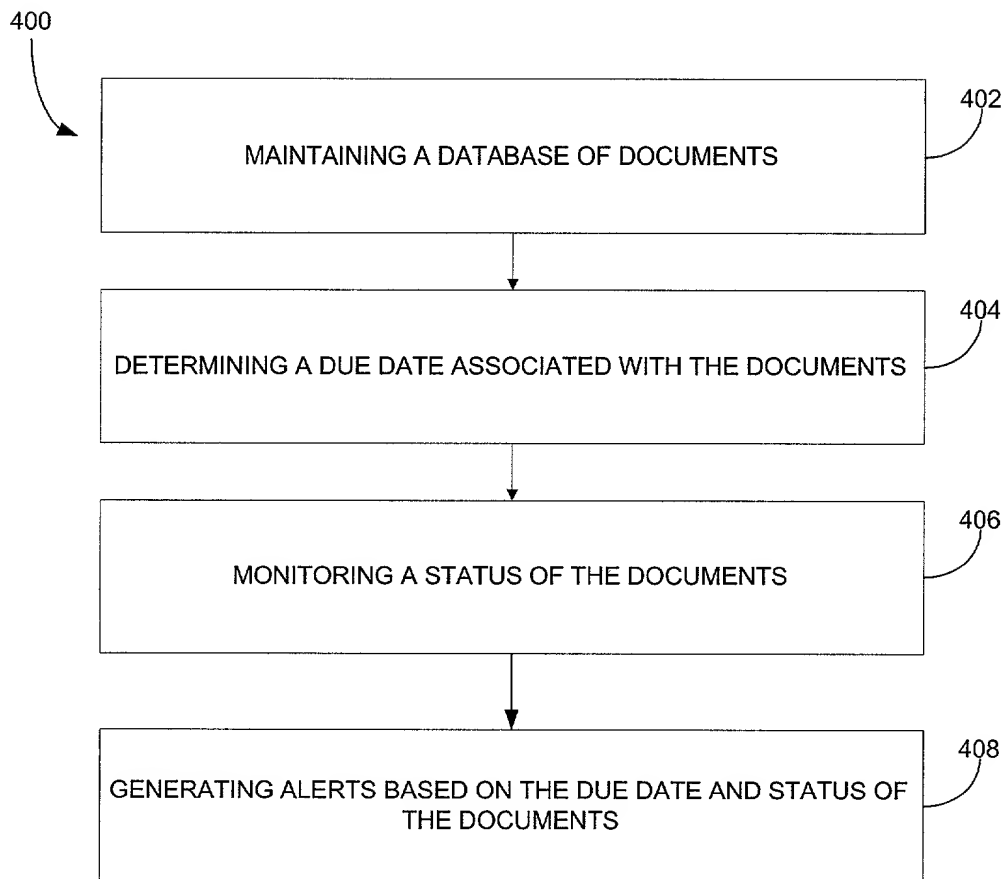 400
402
MAINTAINING A DATABASE OF DOCUMENTS
404
DETERMINING A DUE DATE ASSOCIATED WITH THE DOCUMENTS
406
MONITORING A STATUS OF THE DOCUMENTS
408
GENERATING ALERTS BASED ON THE DUE DATE AND STATUS OF
THE DOCUMENTS